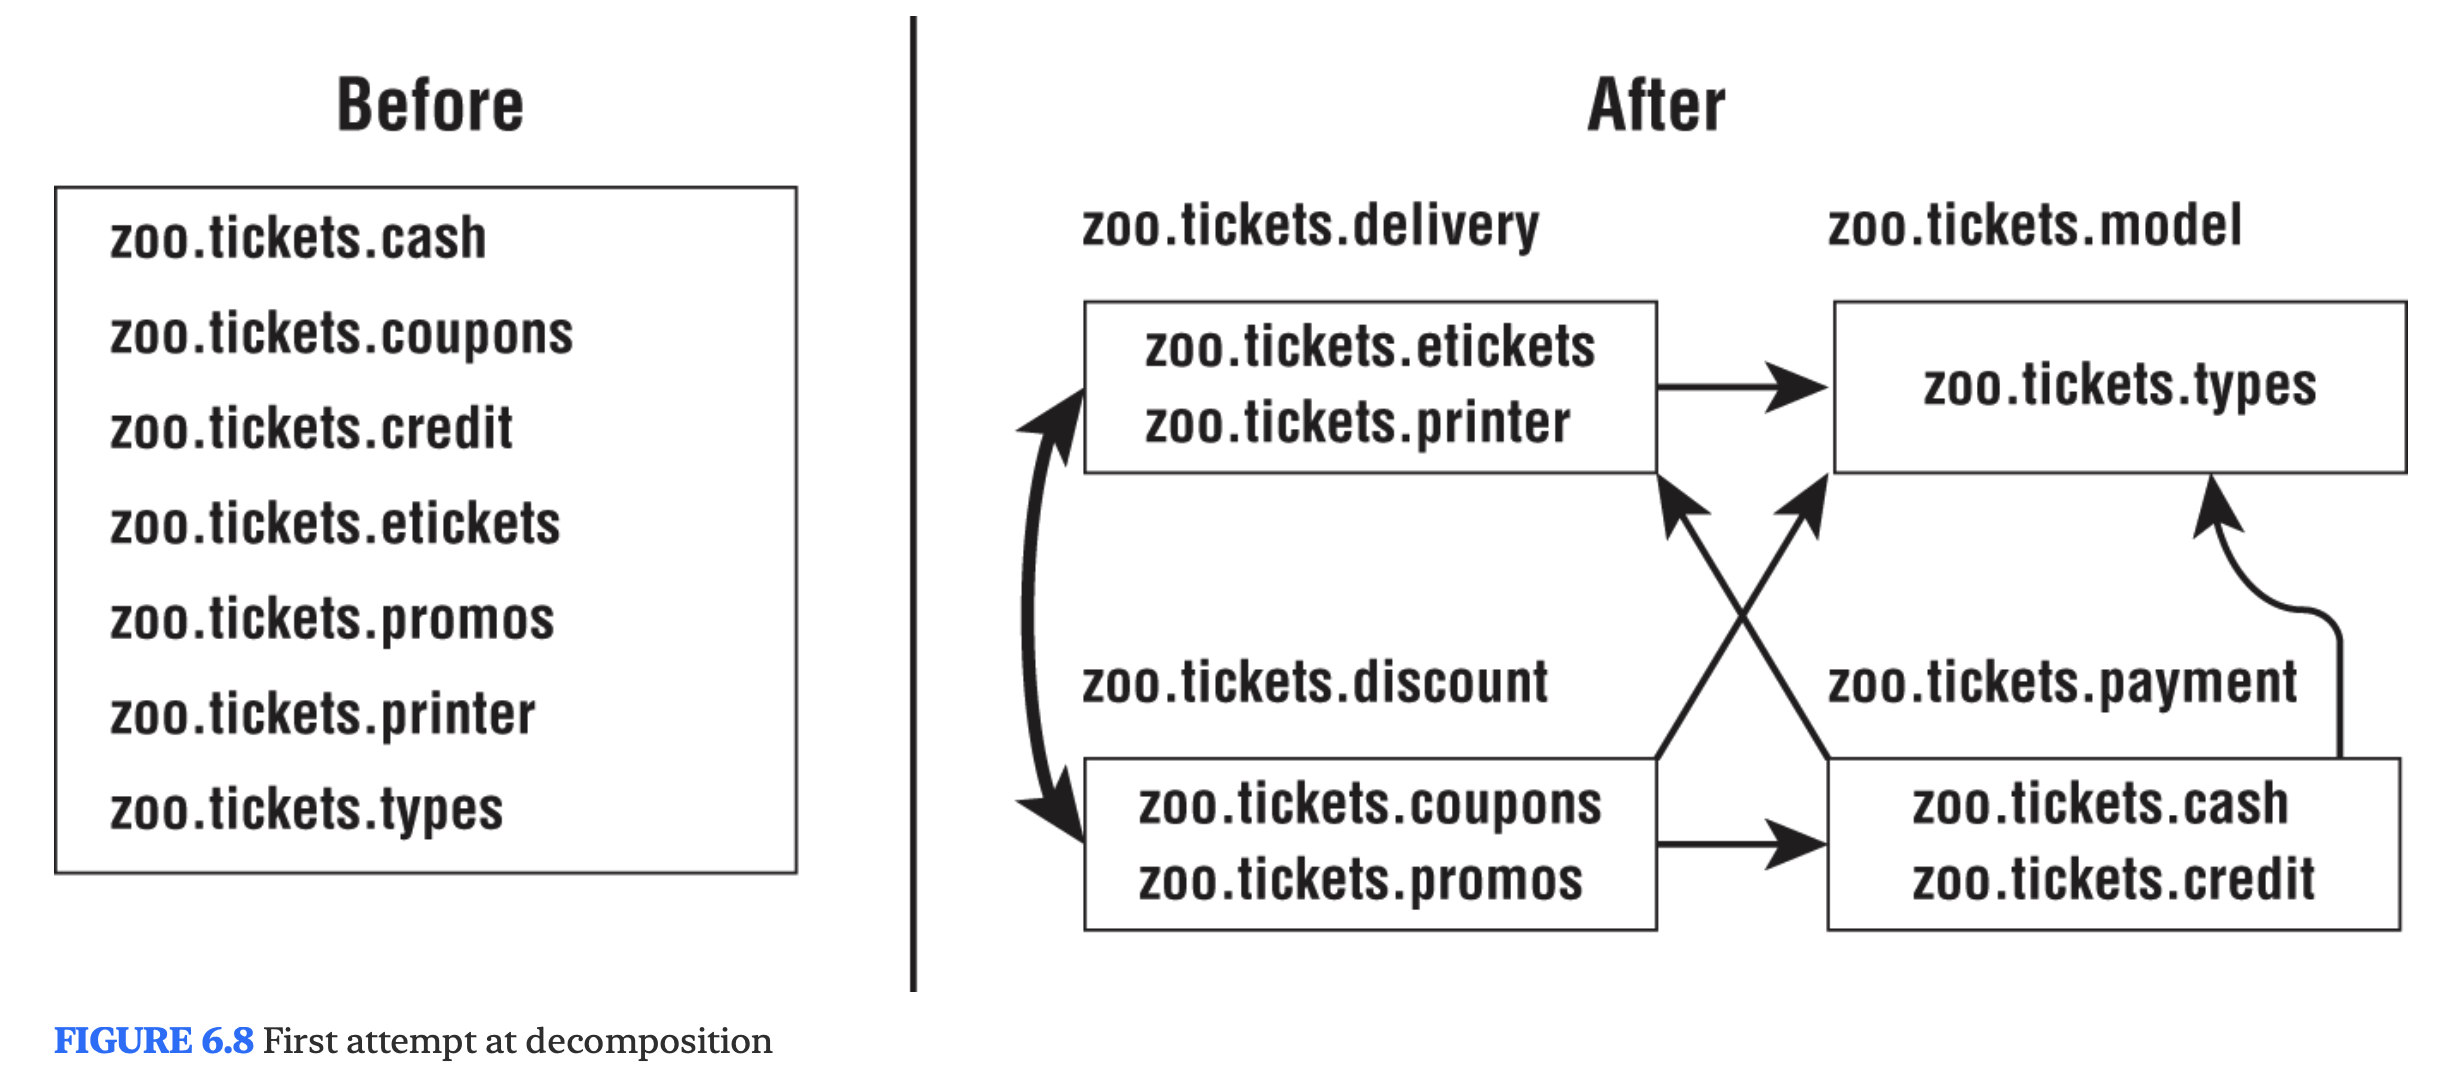 Before
zoo.tickets.cash
zoo.tickets.coupons
zoo.tickets.credit
zoo.tickets.etickets
zoo.tickets.promos
zoo.tickets.printer
zoo.tickets.types
After
zoo.tickets.delivery
zoo.tickets.etickets
zoo.tickets.printer
zoo.tickets.model
zoo.tickets.types
zoo.tickets.discount
zoo.tickets.coupons
zoo.tickets.promos
zoo.tickets.payment
zoo.tickets.cash
zoo.tickets.credit
FIGURE 6.8 First attempt at decomposition